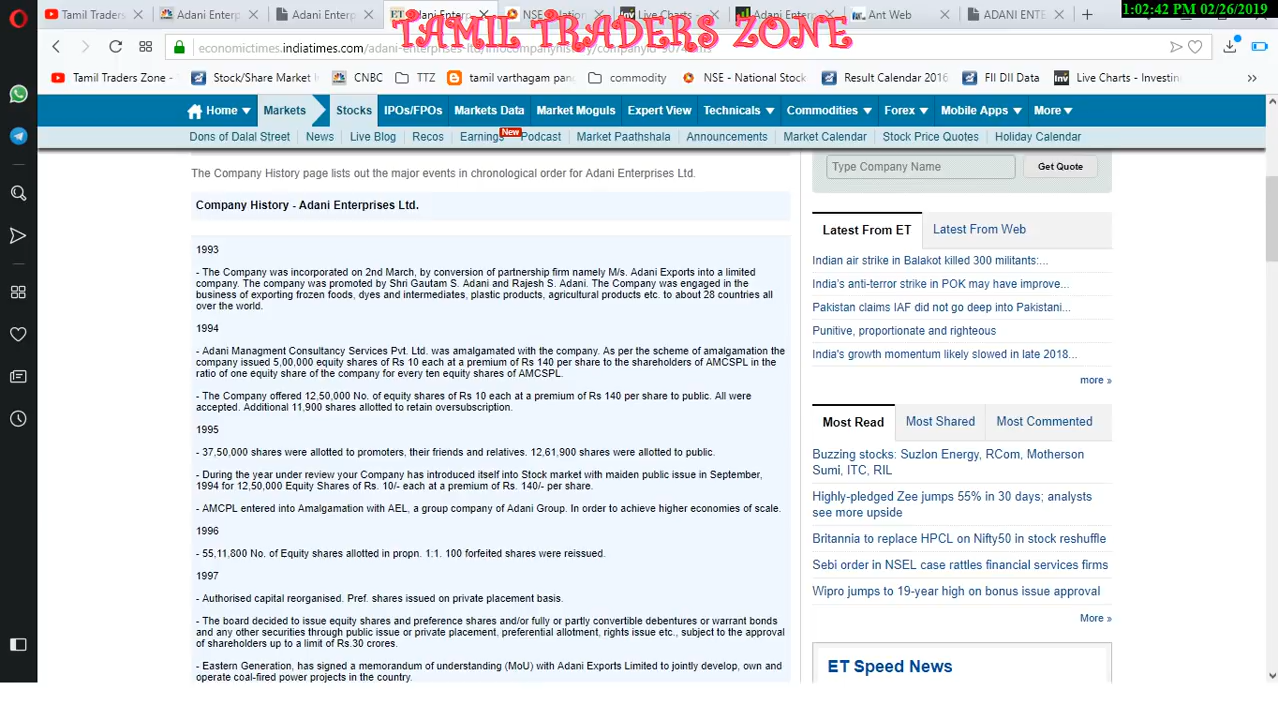 1:02:42 PM 02/26/2019
Tamil Traders
Adani Enterp
Adani Enterp
Adani Enterp
Live Charts -
Adani Enter
Ant Web
ADANI ENTE
TAMIL TRADERS ZONE
economictimes.indiatimes.com/adani-enterprises-ltd/infocompanyhistory/companyid-
Tamil Traders Zone -
Stock/Share Market I
CNBC
TTZ
tamil varthagam pan
commodity
NSE - National Stock
Result Calendar 2016
FII DII Data
Live Charts - Investin
Home
Markets
Stocks
IPOs/FPOs
Markets Data
Market Moguls
Expert View
Technicals
Commodities
Forex
Mobile Apps
More
Dons of Dalal Street
News
Live Blog
Recos
Earnings
New
Podcast
Market Paathshala
Announcements
Market Calendar
Stock Price Quotes
Holiday Calendar
The Company History page lists out the major events in chronological order for Adani Enterprises Ltd.
Company History - Adani Enterprises Ltd.
1993
- The Company was incorporated on 2nd March, by conversion of partnership firm namely M/s. Adani Exports into a limited
company. The company was promoted by Shri Gautam S. Adani and Rajesh S. Adani. The Company was engaged in the
business of exporting frozen foods, dyes and intermediates, plastic products, agricultural products etc. to about 28 countries all
over the world.
1994
- Adani Managment Consultancy Services Pvt. Ltd. was amalgamated with the company. As per the scheme of amalgamation the
company issued 5,00,000 equity shares of Rs 10 each at a premium of Rs 140 per share to the shareholders of AMCSPL in the
ratio of one equity share of the company for every ten equity shares of AMCSPL.
- The Company offered 12,50,000 No. of equity shares of Rs 10 each at a premium of Rs 140 per share to public. All were
accepted. Additional 11,900 shares allotted to retain oversubscription.
1995
- 37,50,000 shares were allotted to promoters, their friends and relatives. 12,61,900 shares were allotted to public.
- During the year under review your Company has introduced itself into Stock market with maiden public issue in September,
1994 for 12,50,000 Equity Shares of Rs. 10/- each at a premium of Rs. 140/- per share.
- AMCPL entered into Amalgamation with AEL, a group company of Adani Group. In order to achieve higher economies of scale.
1996
- 55,11,800 No. of Equity shares allotted in propn. 1:1. 100 forfeited shares were reissued.
1997
- Authorised capital reorganised. Pref. shares issued on private placement basis.
- The board decided to issue equity shares and preference shares and/or fully or partly convertible debentures or warrant bonds
and any other securities through public issue or private placement, preferential allotment, rights issue etc., subject to the approval
of shareholders up to a limit of Rs.30 crores.
- Eastern Generation, has signed a memorandum of understanding (MoU) with Adani Exports Limited to jointly develop, own and
operate coal-fired power projects in the country.
Type Company Name
Get Quote
Latest From ET
Latest From Web
Indian air strike in Balakot killed 300 militants:...
India's anti-terror strike in POK may have improve...
Pakistan claims IAF did not go deep into Pakistani...
Punitive, proportionate and righteous
India's growth momentum likely slowed in late 2018...
more »
Most Read
Most Shared
Most Commented
Buzzing stocks: Suzlon Energy, RCom, Motherson
Sumi, ITC, RIL
Highly-pledged Zee jumps 55% in 30 days; analysts
see more upside
Britannia to replace HPCL on Nifty50 in stock reshuffle
Sebi order in NSEL case rattles financial services firms
Wipro jumps to 19-year high on bonus issue approval
More »
ET Speed News